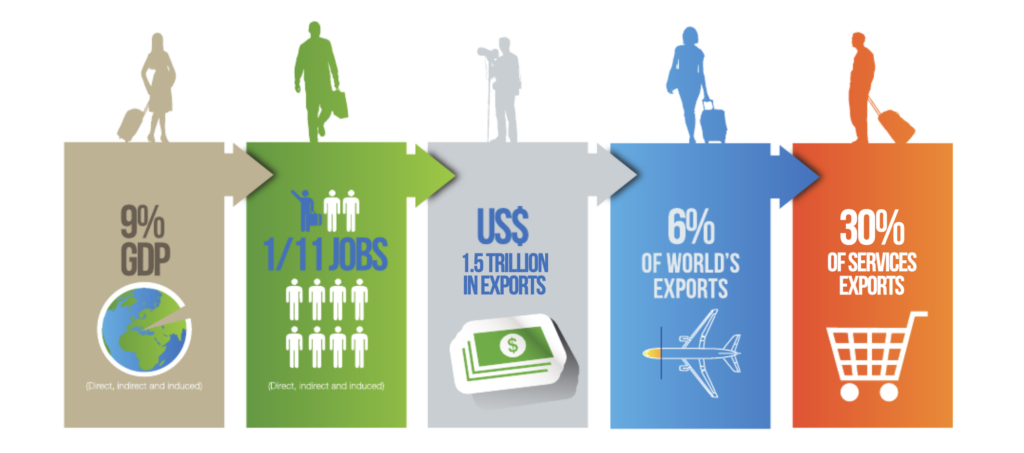 9%
GDP
(Direct, indirect and induced)
1/11 JOBS
(Direct, indirect and induced)
US$
1.5 TRILLION
IN EXPORTS
$
6%
OF WORLD'S
EXPORTS
30%
OF SERVICES
EXPORTS